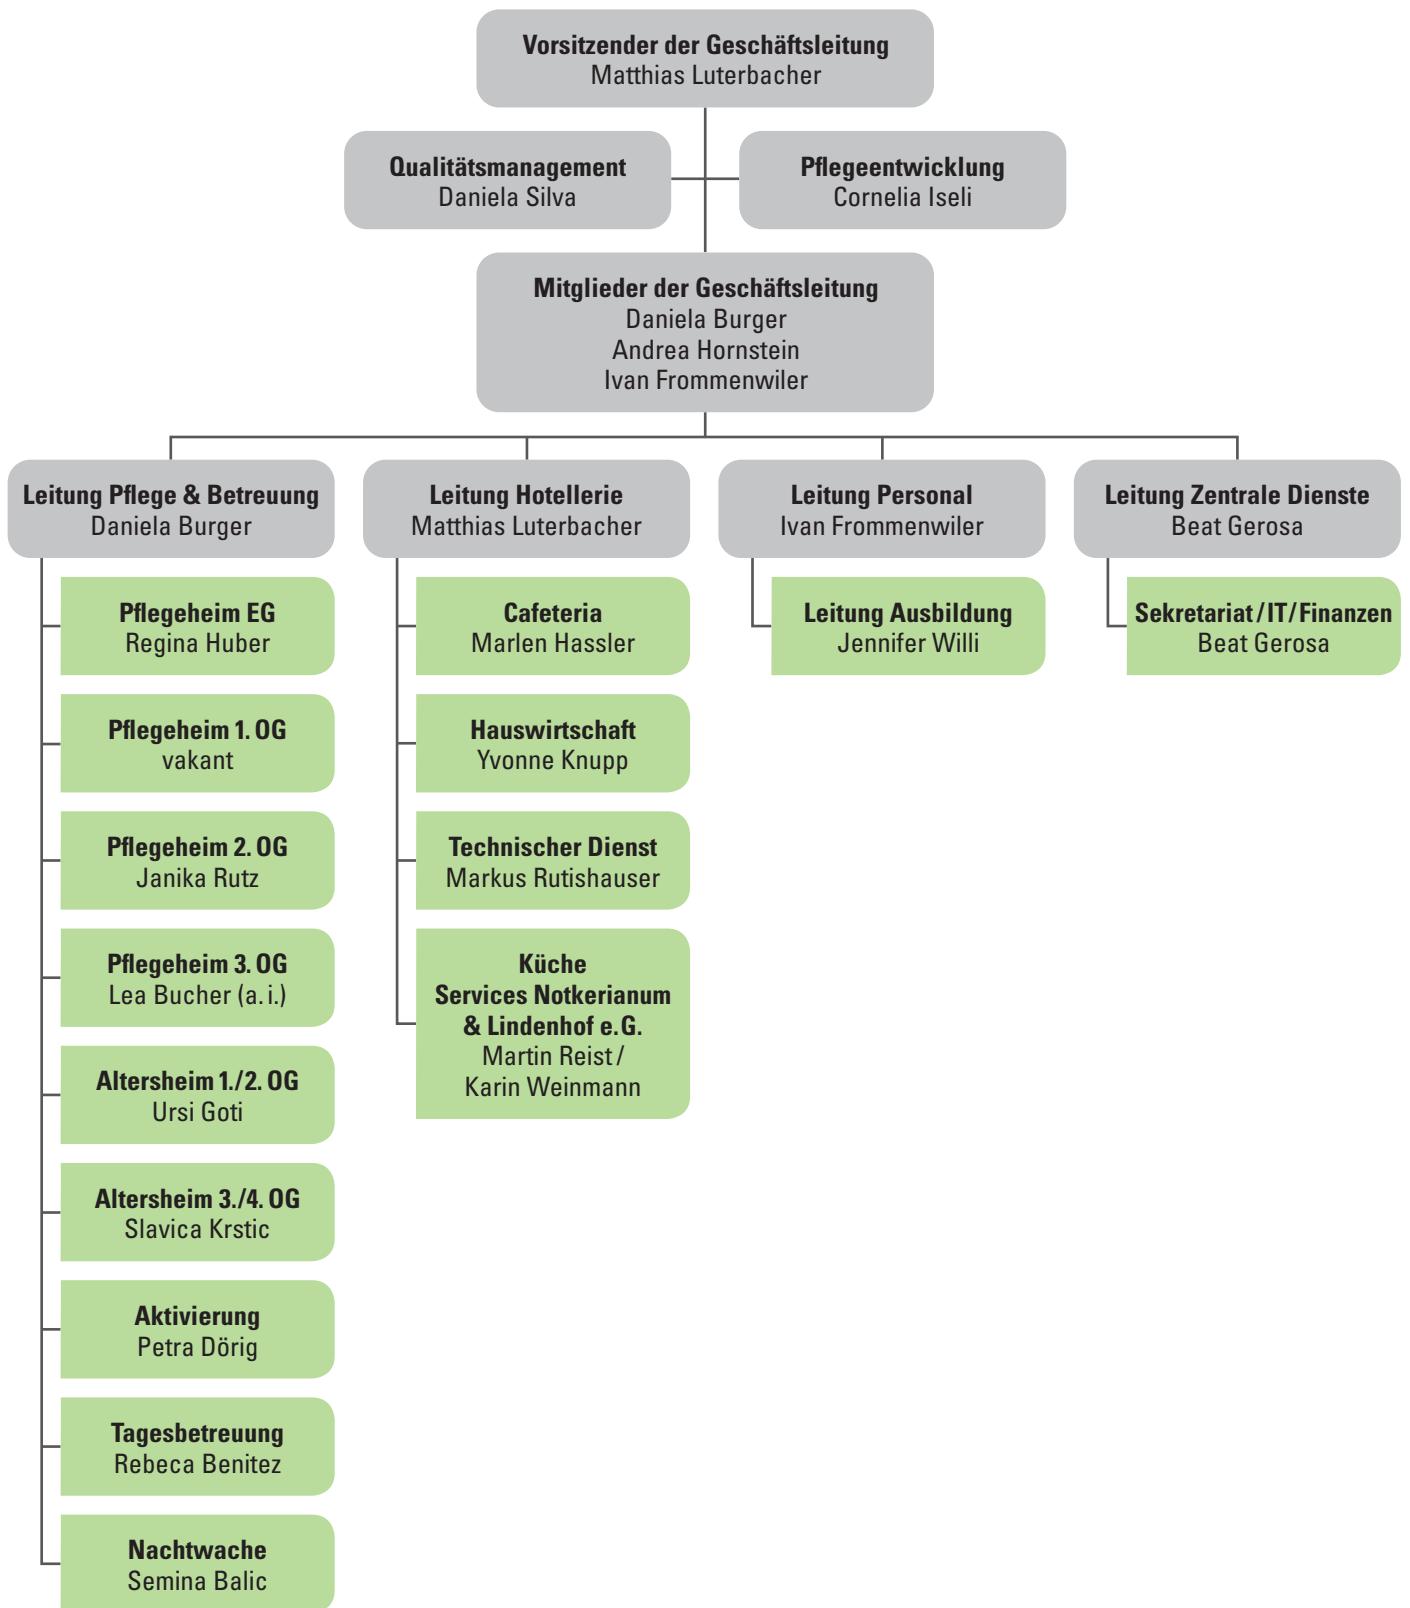 Vorsitzender der Geschäftsleitung
Matthias Luterbacher
Qualitätsmanagement
Daniela Silva
Pflegeentwicklung
Cornelia Iseli
Mitglieder der Geschäftsleitung
Daniela Burger
Andrea Hornstein
Ivan Frommenwiler
Leitung Pflege & Betreuung
Daniela Burger
Leitung Hotellerie
Matthias Luterbacher
Leitung Personal
Ivan Frommenwiler
Leitung Zentrale Dienste
Beat Gerosa
Pflegeheim EG
Regina Huber
Pflegeheim 1. OG
vakant
Pflegeheim 2. OG
Janika Rutz
Pflegeheim 3. OG
Lea Bucher (a. i.)
Altersheim 1./2. OG
Ursi Goti
Altersheim 3./4. OG
Slavica Krstic
Aktivierung
Petra Dörig
Tagesbetreuung
Rebeca Benitez
Nachtwache
Semina Balic
Cafeteria
Marlen Hassler
Hauswirtschaft
Yvonne Knupp
Technischer Dienst
Markus Rutishauser
Küche
Services Notkerianum
& Lindenhof e. G.
Martin Reist /
Karin Weinmann
Leitung Ausbildung
Jennifer Willi
Sekretariat / IT / Finanzen
Beat Gerosa